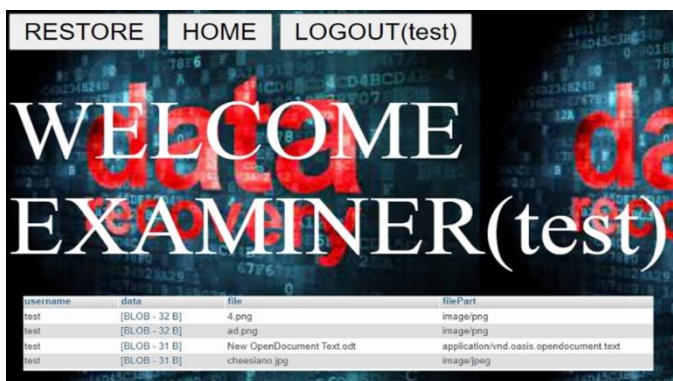 RESTORE HOME LOGOUT(test)
WELCOME
EXAMINER(test)
data
recovery
username data file filePart
test [BLOB - 32 B] 4.png image/png
test [BLOB - 32 B] ad.png image/png
test [BLOB - 31 B] New OpenDocument Text.odt application/vnd.oasis.opendocument.text
test [BLOB - 31 B] cheesiano.jpg image/jpeg